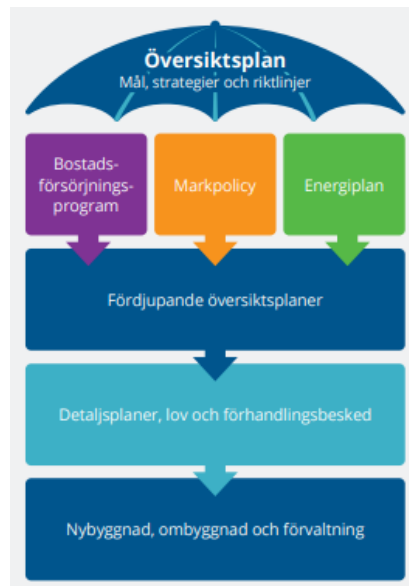 Översiktsplan
Mål, strategier och riktlinjer
Bostads-
försörjnings-
program
Markpolicy
Energiplan
Fördjupande översiktsplaner
Detaljsplaner, lov och förhandlingsbesked
Nybyggnad, ombyggnad och förvaltning